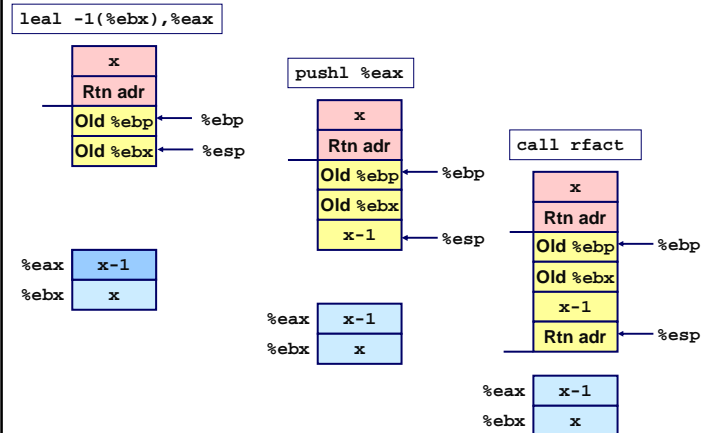 leal -1(%ebx),%eax
x
Rtn adr
Old %ebp
%ebp
Old %ebx
%esp
%eax
x-1
%ebx
x
pushl %eax
x
Rtn adr
Old %ebp
%ebp
Old %ebx
x-1
%esp
%eax
x-1
%ebx
x
call rfact
x
Rtn adr
Old %ebp
%ebp
Old %ebx
x-1
Rtn adr
%esp
%eax
x-1
%ebx
x